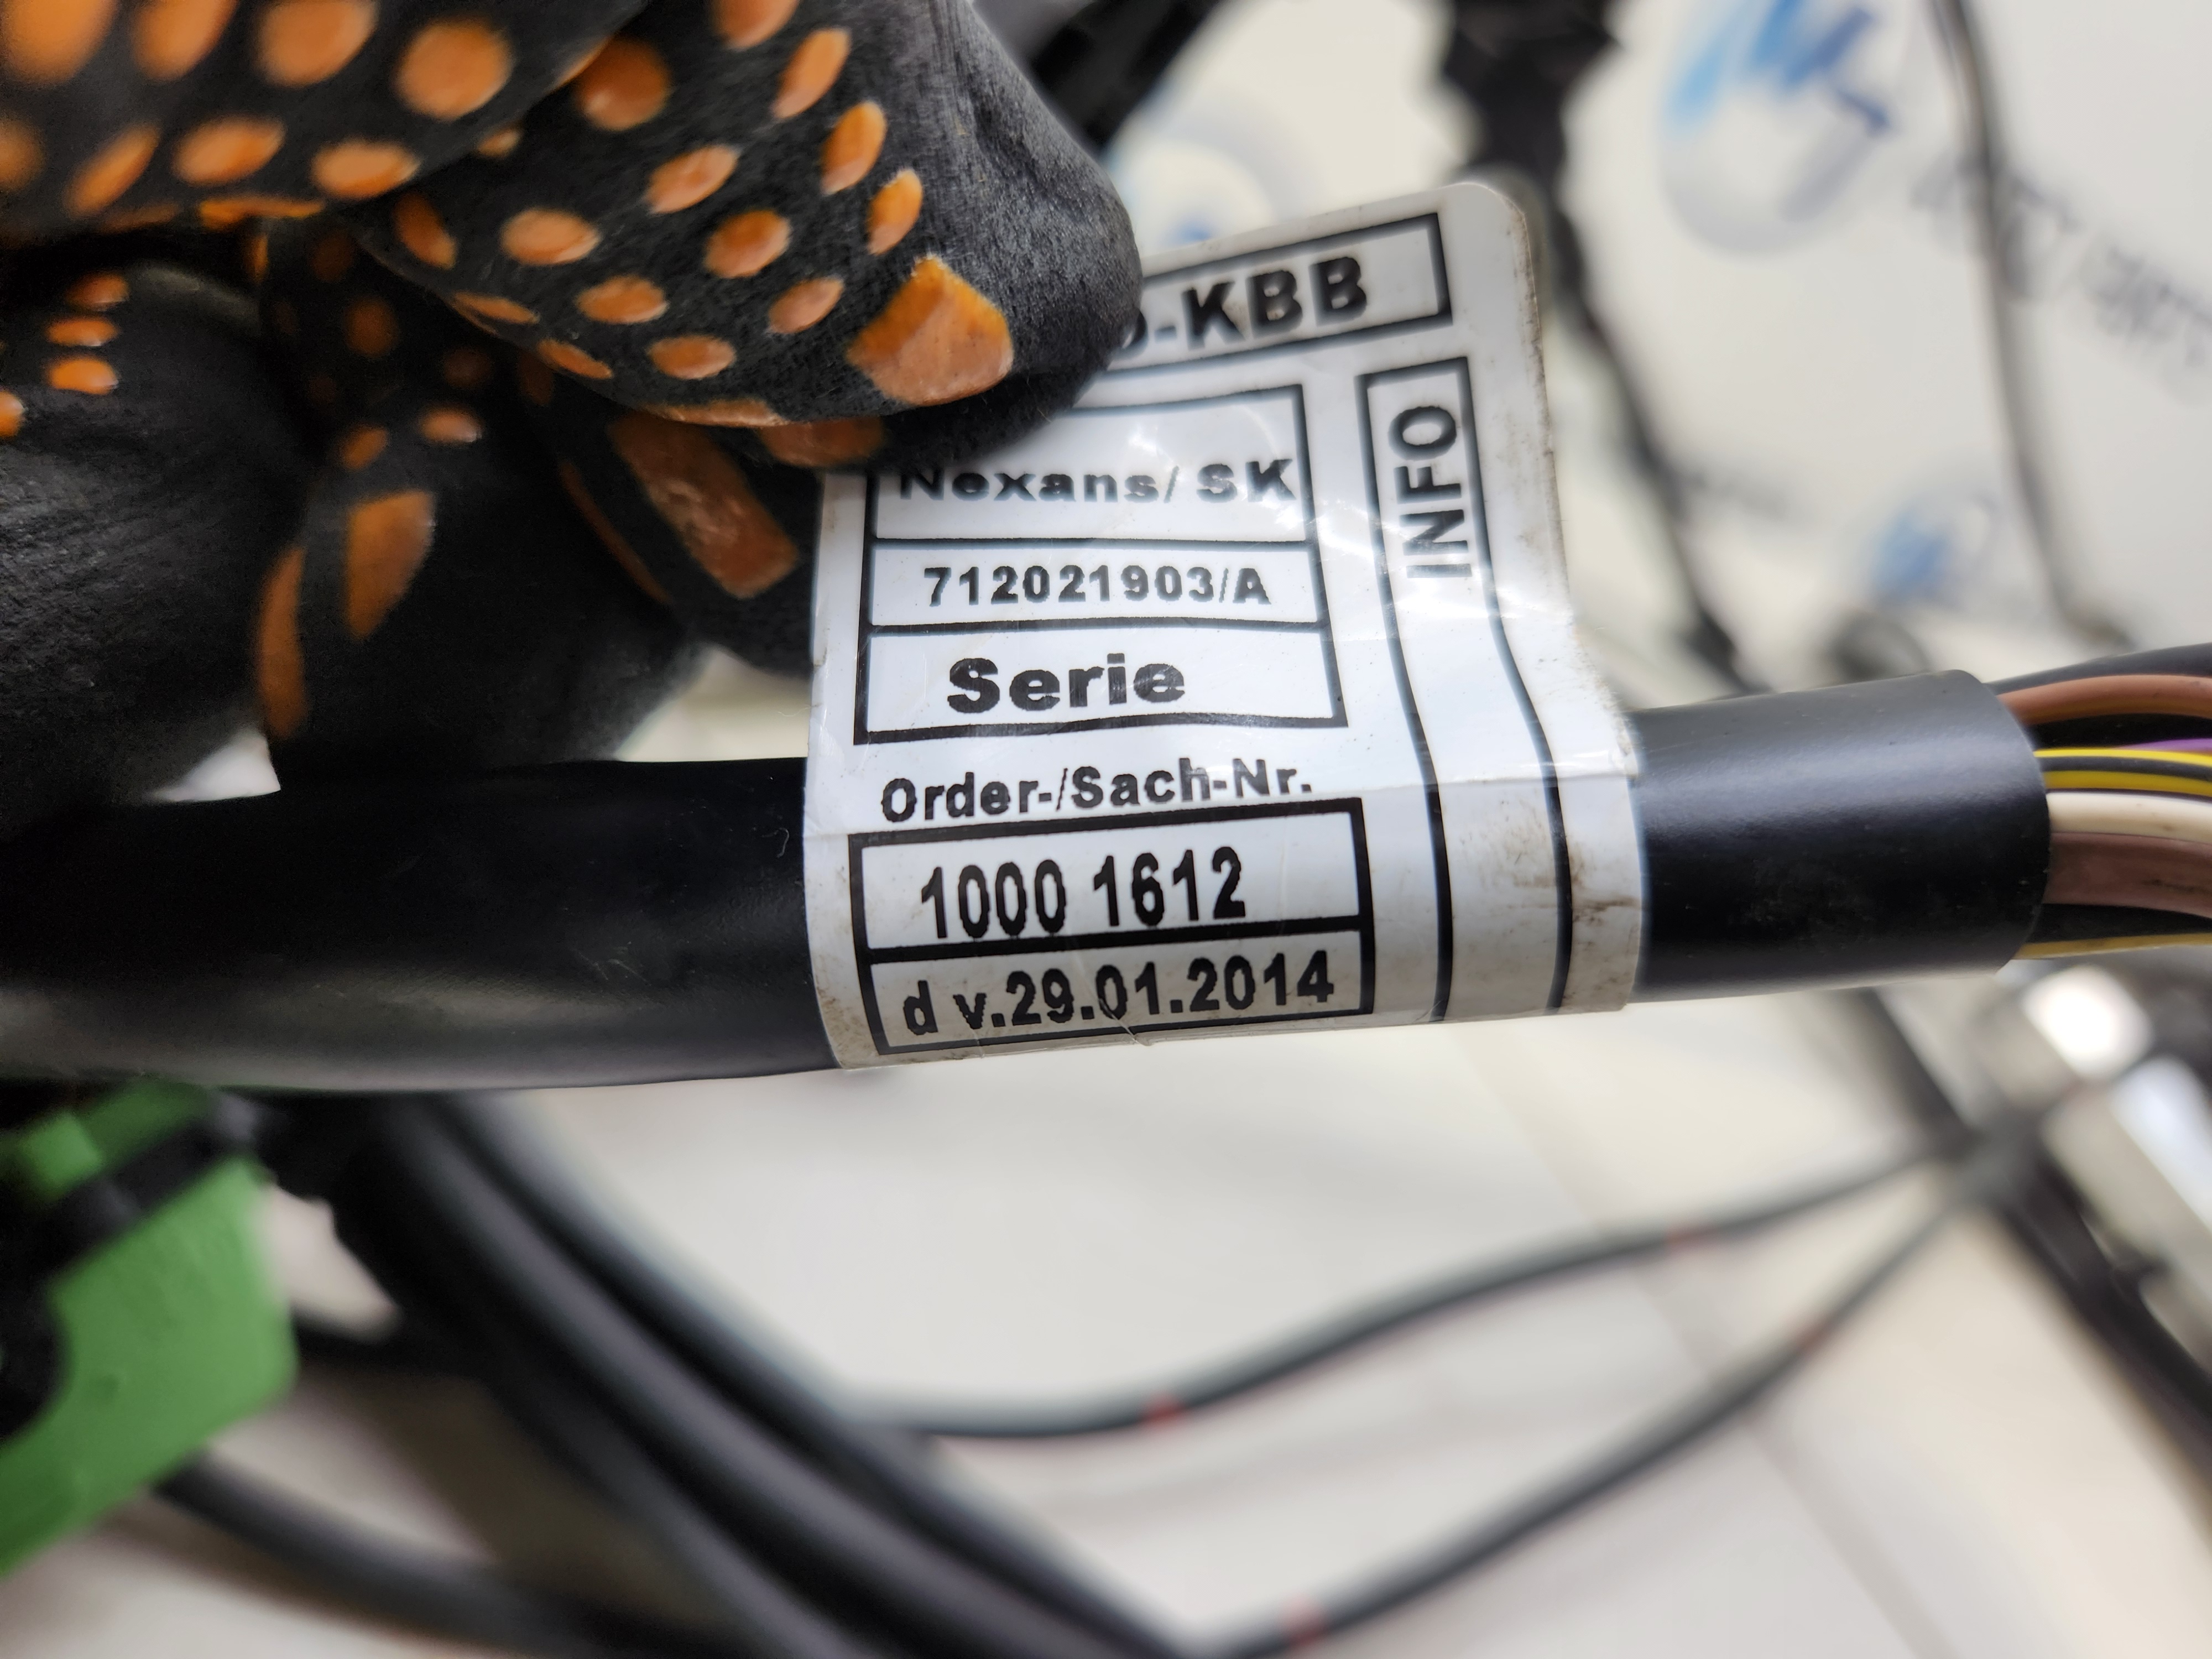 -KBB
INFO
Nexans/ SK
712021903/A
Serie
Order-/Sach-Nr.
1000 1612
d v.29.01.2014